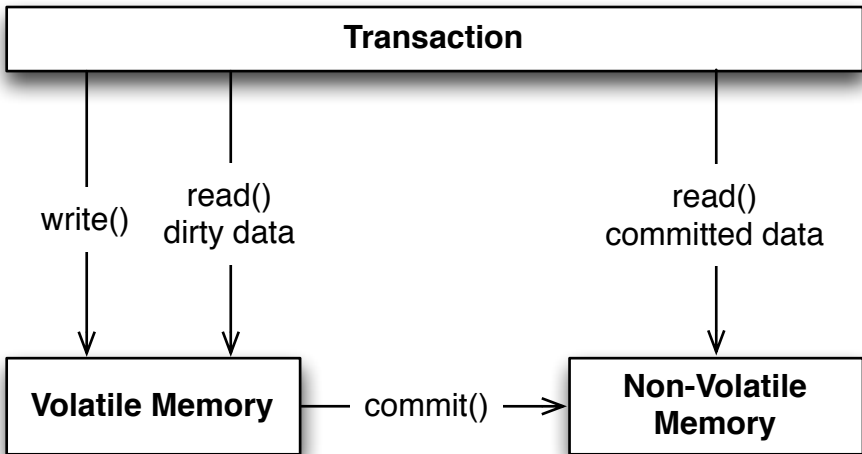 Transaction
write()
read()
dirty data
read()
committed data
Volatile Memory
commit()
Non-Volatile
Memory